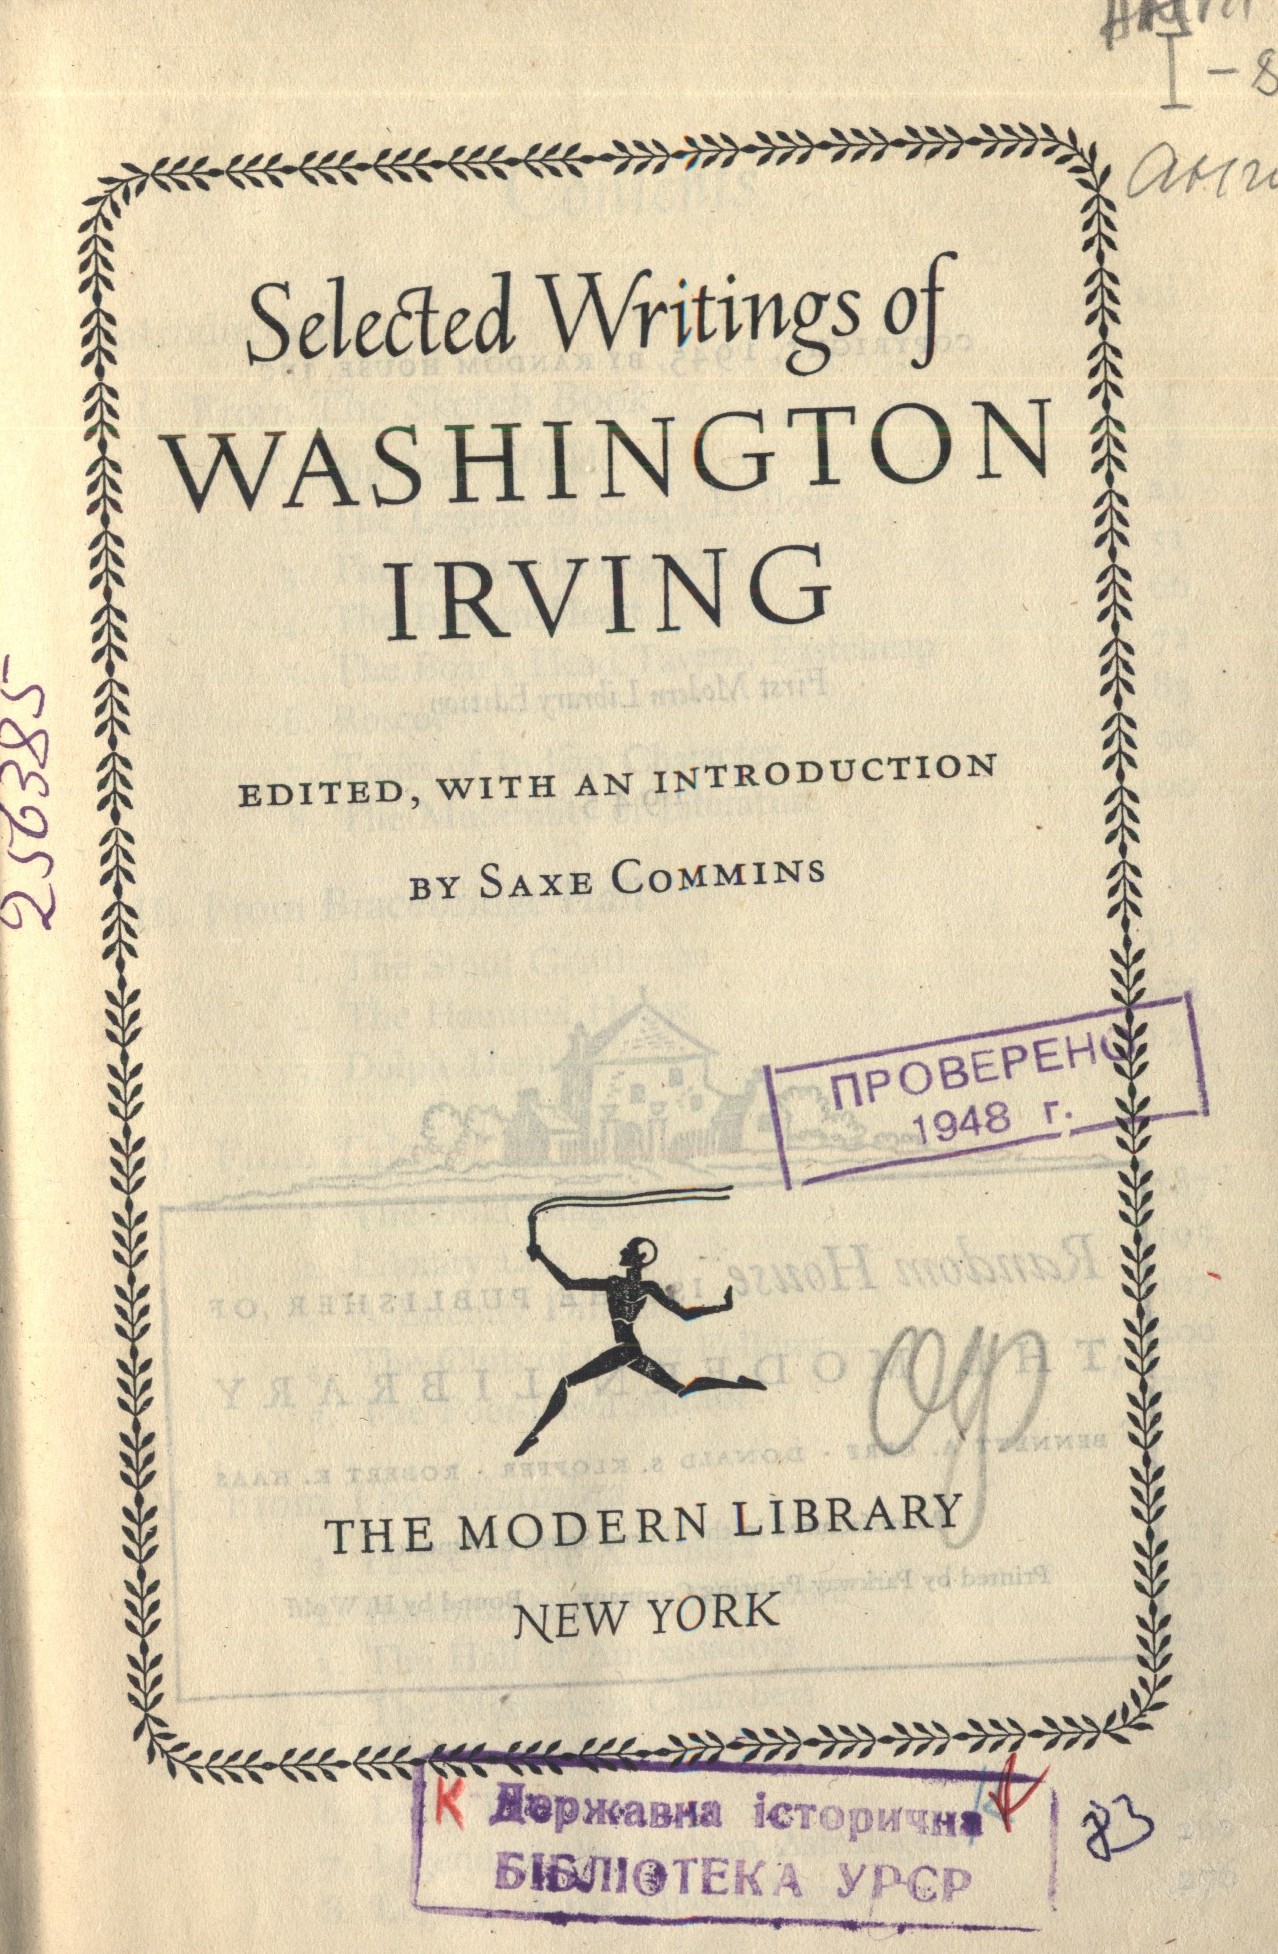 I - 8
Selected Writings of
WASHINGTON
IRVING
256385
EDITED, WITH AN INTRODUCTION
BY SAXE COMMINS
ПРОВЕРЕНО
1948 г.
THE MODERN LIBRARY
NEW YORK
К Державна історична
БІБЛІОТЕКА УРСР
83